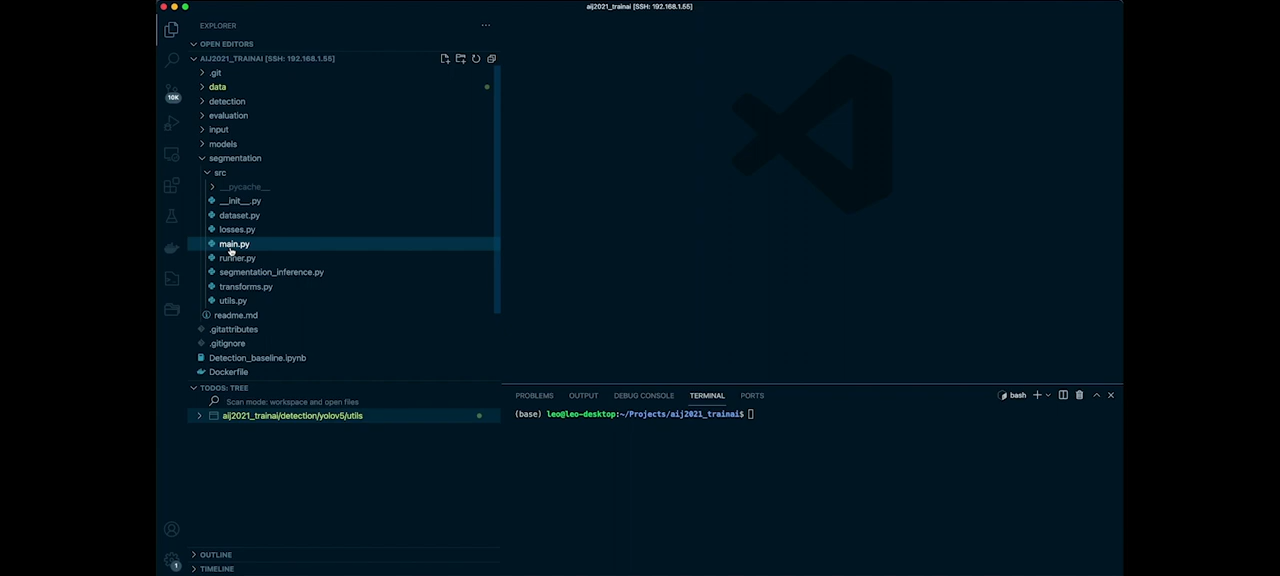 aij2021_trainai [SSH: 192.168.1.55]
EXPLORER
OPEN EDITORS
AIJ2021_TRAINAI [SSH: 192.168.1.55]
.git
data
detection
evaluation
input
models
segmentation
src
__pycache__
__init__.py
dataset.py
losses.py
main.py
runner.py
segmentation_inference.py
transforms.py
utils.py
readme.md
.gitattributes
.gitignore
Detection_baseline.ipynb
Dockerfile
TODOS: TREE
Scan mode: workspace and open files
aij2021_trainai/detection/yolov5/utils
OUTLINE
TIMELINE
10K
1
PROBLEMS OUTPUT DEBUG CONSOLE TERMINAL PORTS
bash
(base) leo@leo-desktop:~/Projects/aij2021_trainai$